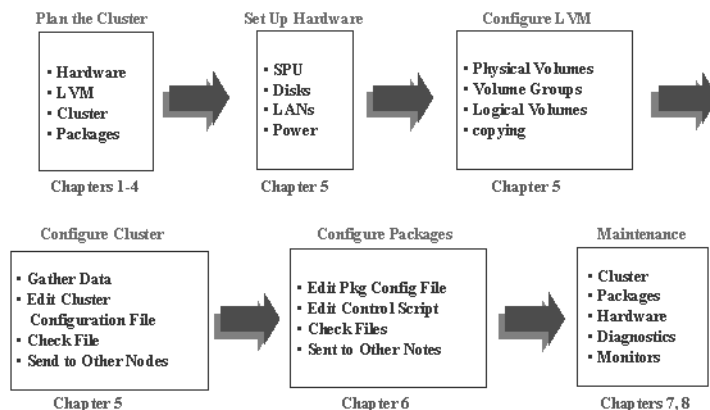 Plan the Cluster
• Hardware
• LVM
• Cluster
• Packages
Chapters 1-4
Set Up Hardware
• SPU
• Disks
• LANs
• Power
Chapter 5
Configure LVM
• Physical Volumes
• Volume Groups
• Logical Volumes
• copying
Chapter 5
Configure Cluster
• Gather Data
• Edit Cluster
Configuration File
• Check File
• Send to Other Nodes
Chapter 5
Configure Packages
• Edit Pkg Config File
• Edit Control Script
• Check Files
• Sent to Other Notes
Chapter 6
Maintenance
• Cluster
• Packages
• Hardware
• Diagnostics
• Monitors
Chapters 7, 8